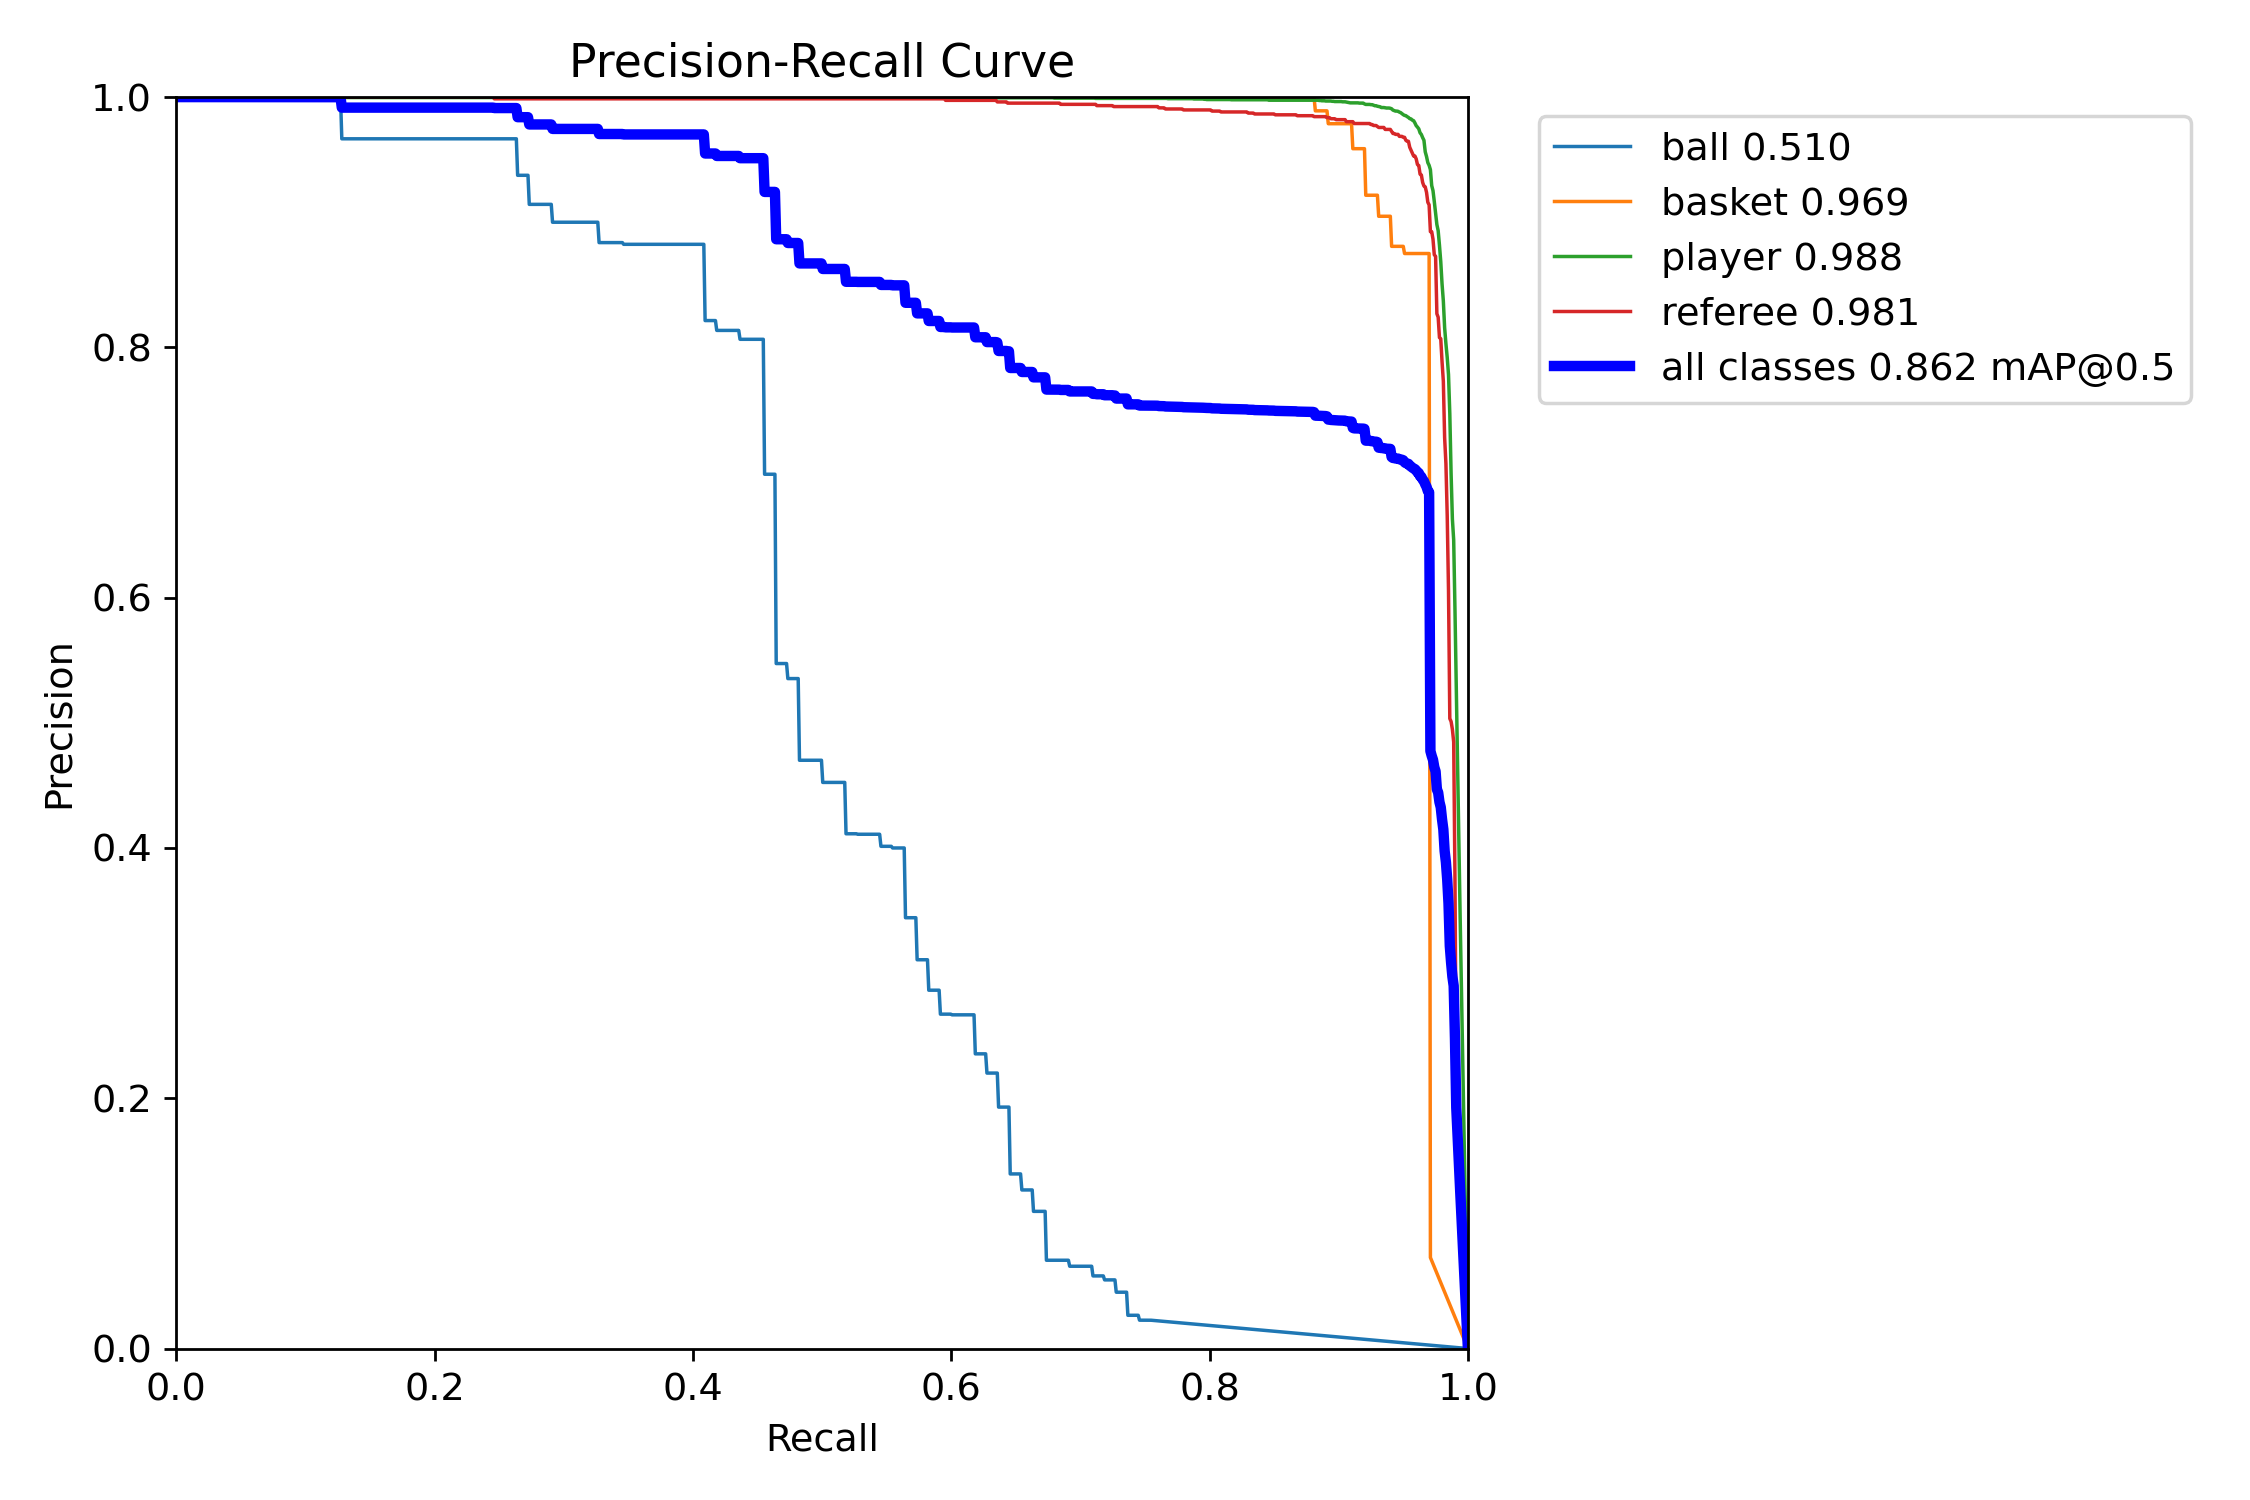 Precision-Recall Curve
1.0
0.8
0.6
0.4
0.2
0.0
Precision
0.0 0.2 0.4 0.6 0.8 1.0
Recall
ball 0.510
basket 0.969
player 0.988
referee 0.981
all classes 0.862 mAP@0.5